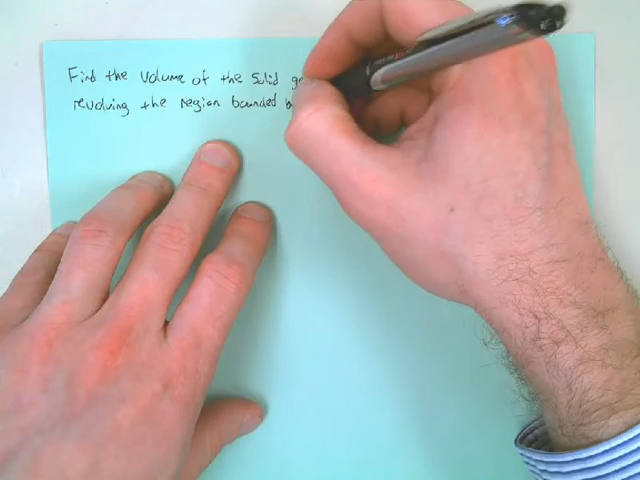 Find the volume of the solid
revolving the region bounded